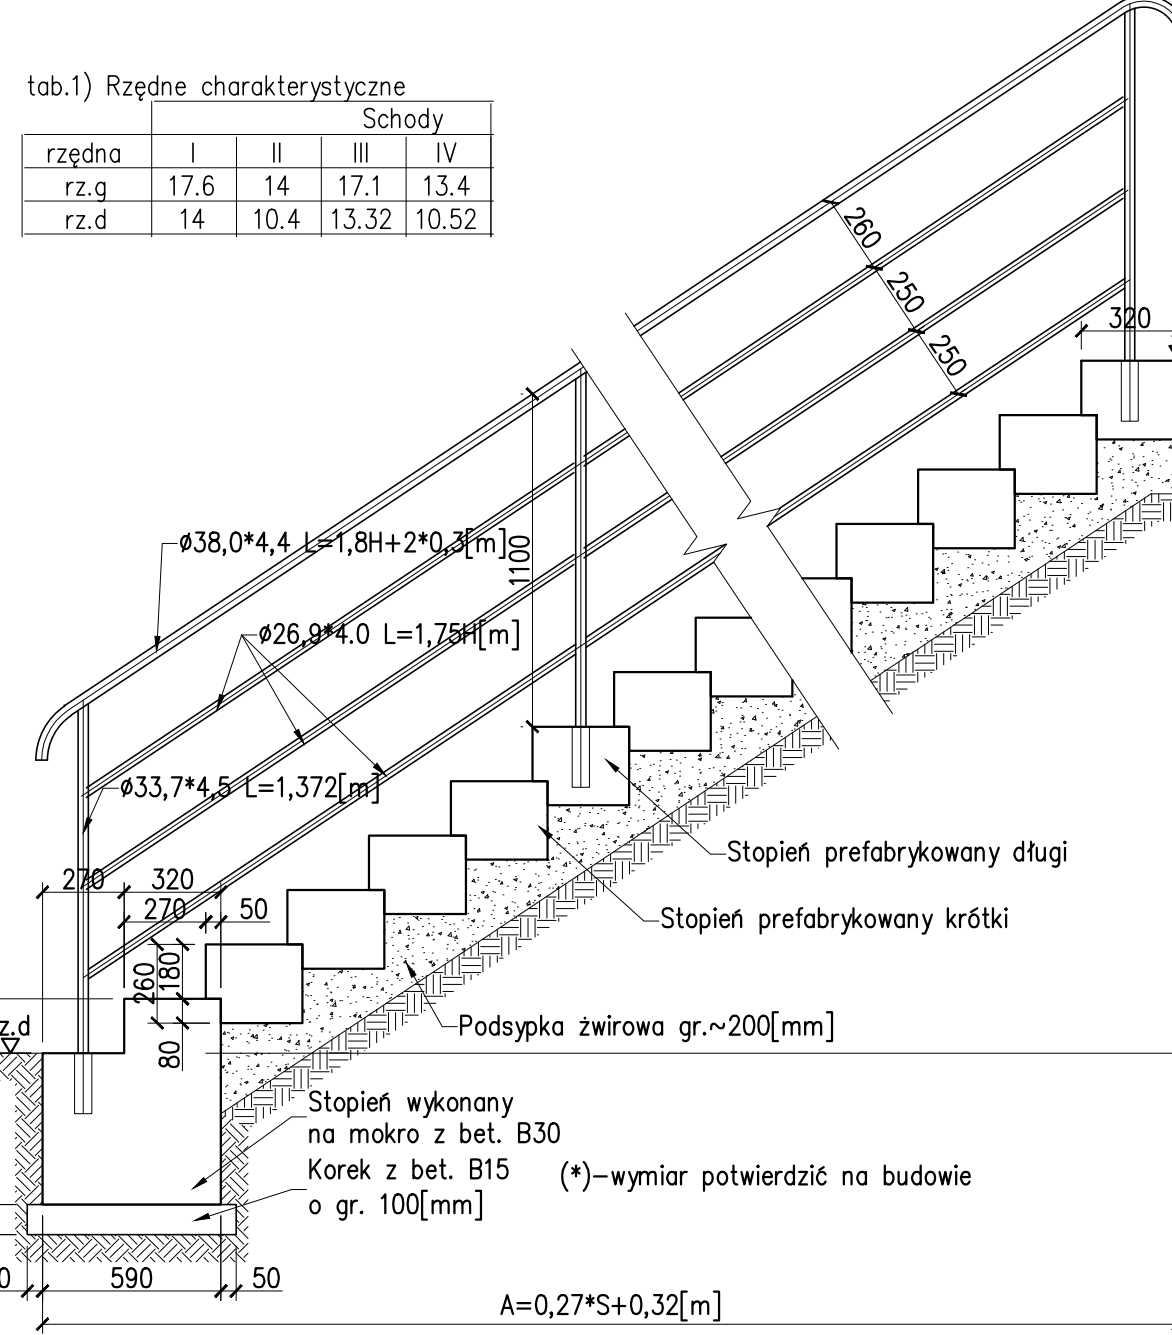 tab.1) Rzędne charakterystyczne
Schody
rzędna I II III IV
rz.g 17.6 14 17.1 13.4
rz.d 14 10.4 13.32 10.52
260
250
250
320
ø38,0*4,4 L=1,8H+2*0,3[m]
1100
ø26,9*4.0 L=1,75H[m]
ø33,7*4,5 L=1,372[m]
Stopień prefabrykowany długi
270 320
270 50
Stopień prefabrykowany krótki
260 180
80
z.d
Podsypka żwirowa gr.~200[mm]
Stopień wykonany
na mokro z bet. B30
Korek z bet. B15
o gr. 100[mm]
(*)-wymiar potwierdzić na budowie
0 590 50
A=0,27*S+0,32[m]